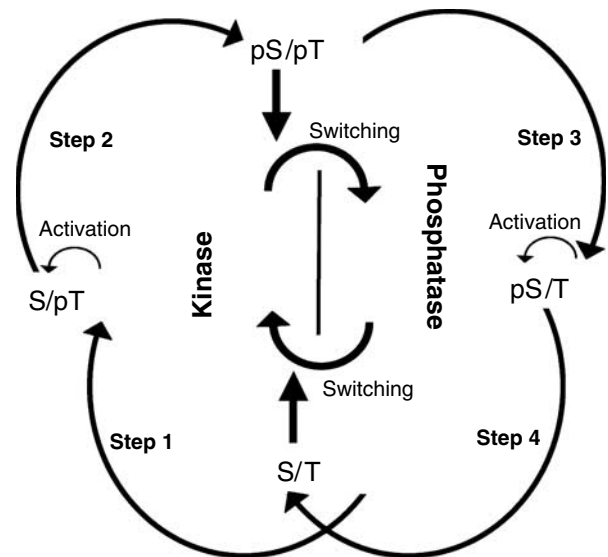 pS/pT
Switching
Step 2
Step 3
Activation
Activation
Kinase
Phosphatase
S/pT
pS/T
Switching
Step 1
Step 4
S/T